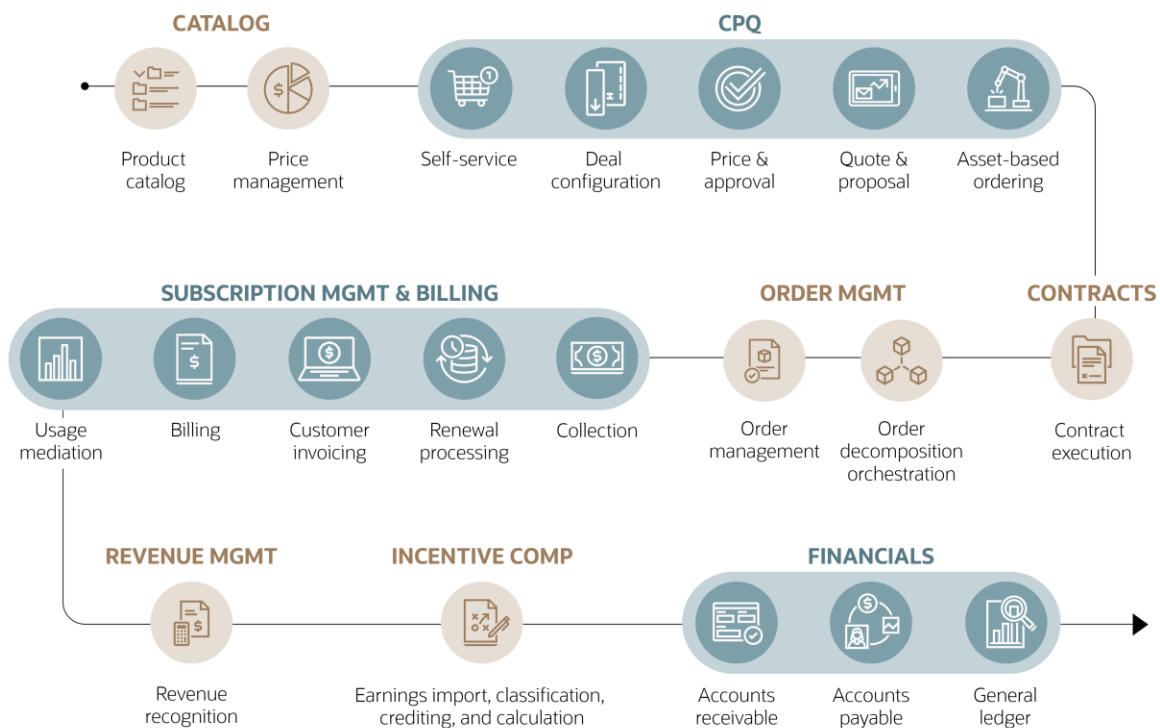 CATALOG
CPQ
Product
catalog
Price
management
1
Self-service
Deal
configuration
Price &
approval
Quote &
proposal
Asset-based
ordering
SUBSCRIPTION MGMT & BILLING
ORDER MGMT
CONTRACTS
Usage
mediation
Billing
Customer
invoicing
Renewal
processing
Collection
Order
management
Order
decomposition
orchestration
Contract
execution
REVENUE MGMT
INCENTIVE COMP
FINANCIALS
Revenue
recognition
Earnings import, classification,
crediting, and calculation
Accounts
receivable
Accounts
payable
General
ledger